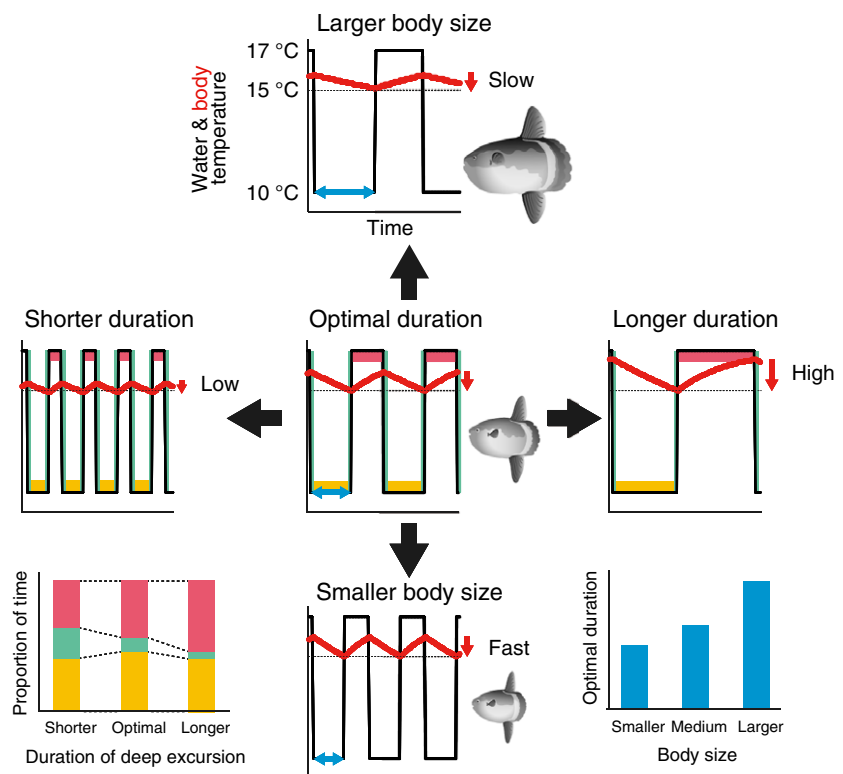 Larger body size
17 °C
15 °C
10 °C
Water & body
temperature
Slow
Time
Shorter duration
Low
Optimal duration
Longer duration
High
Smaller body size
Fast
Proportion of time
Shorter Optimal Longer
Duration of deep excursion
Optimal duration
Smaller Medium Larger
Body size